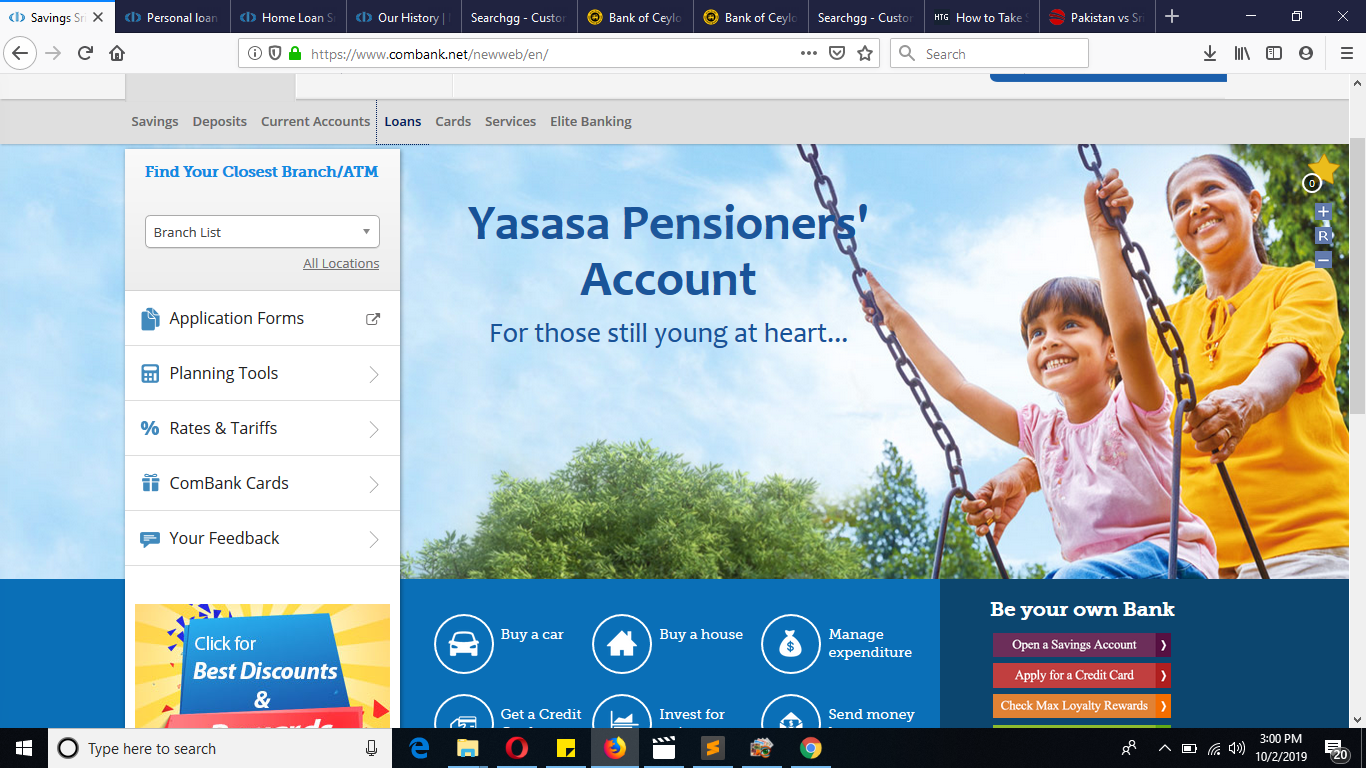 Savings Sri
Personal loan
Home Loan S
Our History |
Searchgg - Custor
Bank of Ceylo
Bank of Ceylo
Searchgg - Custor
HTG How to Take S
Pakistan vs Sri
https://www.combank.net/newweb/en/
Search
Savings Deposits Current Accounts Loans Cards Services Elite Banking
Find Your Closest Branch/ATM
Branch List
All Locations
Application Forms
Planning Tools
% Rates & Tariffs
ComBank Cards
Your Feedback
Click for
Best Discounts
&
Rewards
Yasasa Pensioners'
Account
For those still young at heart...
0
+
R
−
Buy a car
Buy a house
Manage
expenditure
Get a Credit
Invest for
Send money
Be your own Bank
Open a Savings Account
Apply for a Credit Card
Check Max Loyalty Rewards
Type here to search
3:00 PM
10/2/2019
20